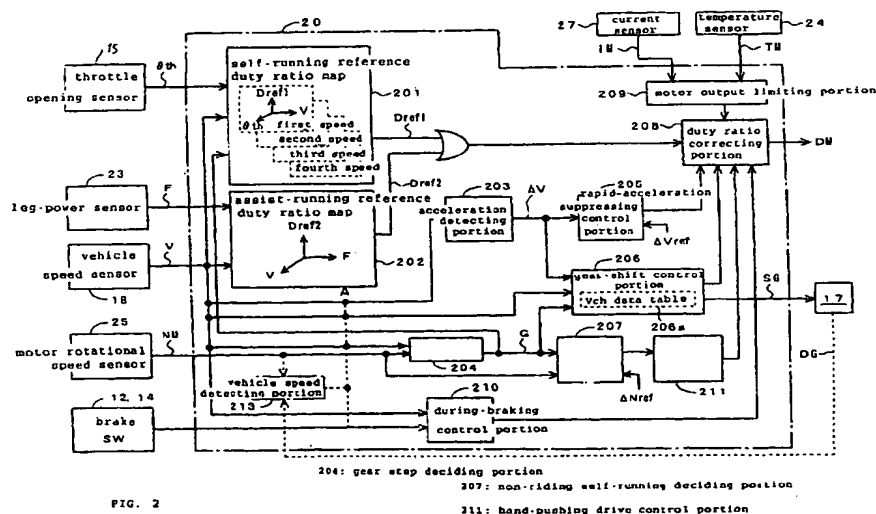 20
27
current sensor
temperature sensor
24
IM
TM
15
throttle opening sensor
θth
self-running reference duty ratio map
201
Dref1
θth
V
first speed
second speed
third speed
fourth speed
Dref1
209
motor output limiting portion
208
duty ratio correcting portion
DM
23
leg-power sensor
F
assist-running reference duty ratio map
Dref2
F
V
202
Dref2
203
acceleration detecting portion
ΔV
205
rapid-acceleration suppressing control portion
ΔVref
vehicle speed sensor
V
18
206
gear-shift control portion
Vch data table
206a
SG
17
25
motor rotational speed sensor
NM
204
G
207
211
DG
ΔNref
vehicle speed detecting portion
213
210
during-braking control portion
12, 14
brake SW
204: gear step deciding portion
207: non-riding self-running deciding portion
211: hand-pushing drive control portion
FIG. 2